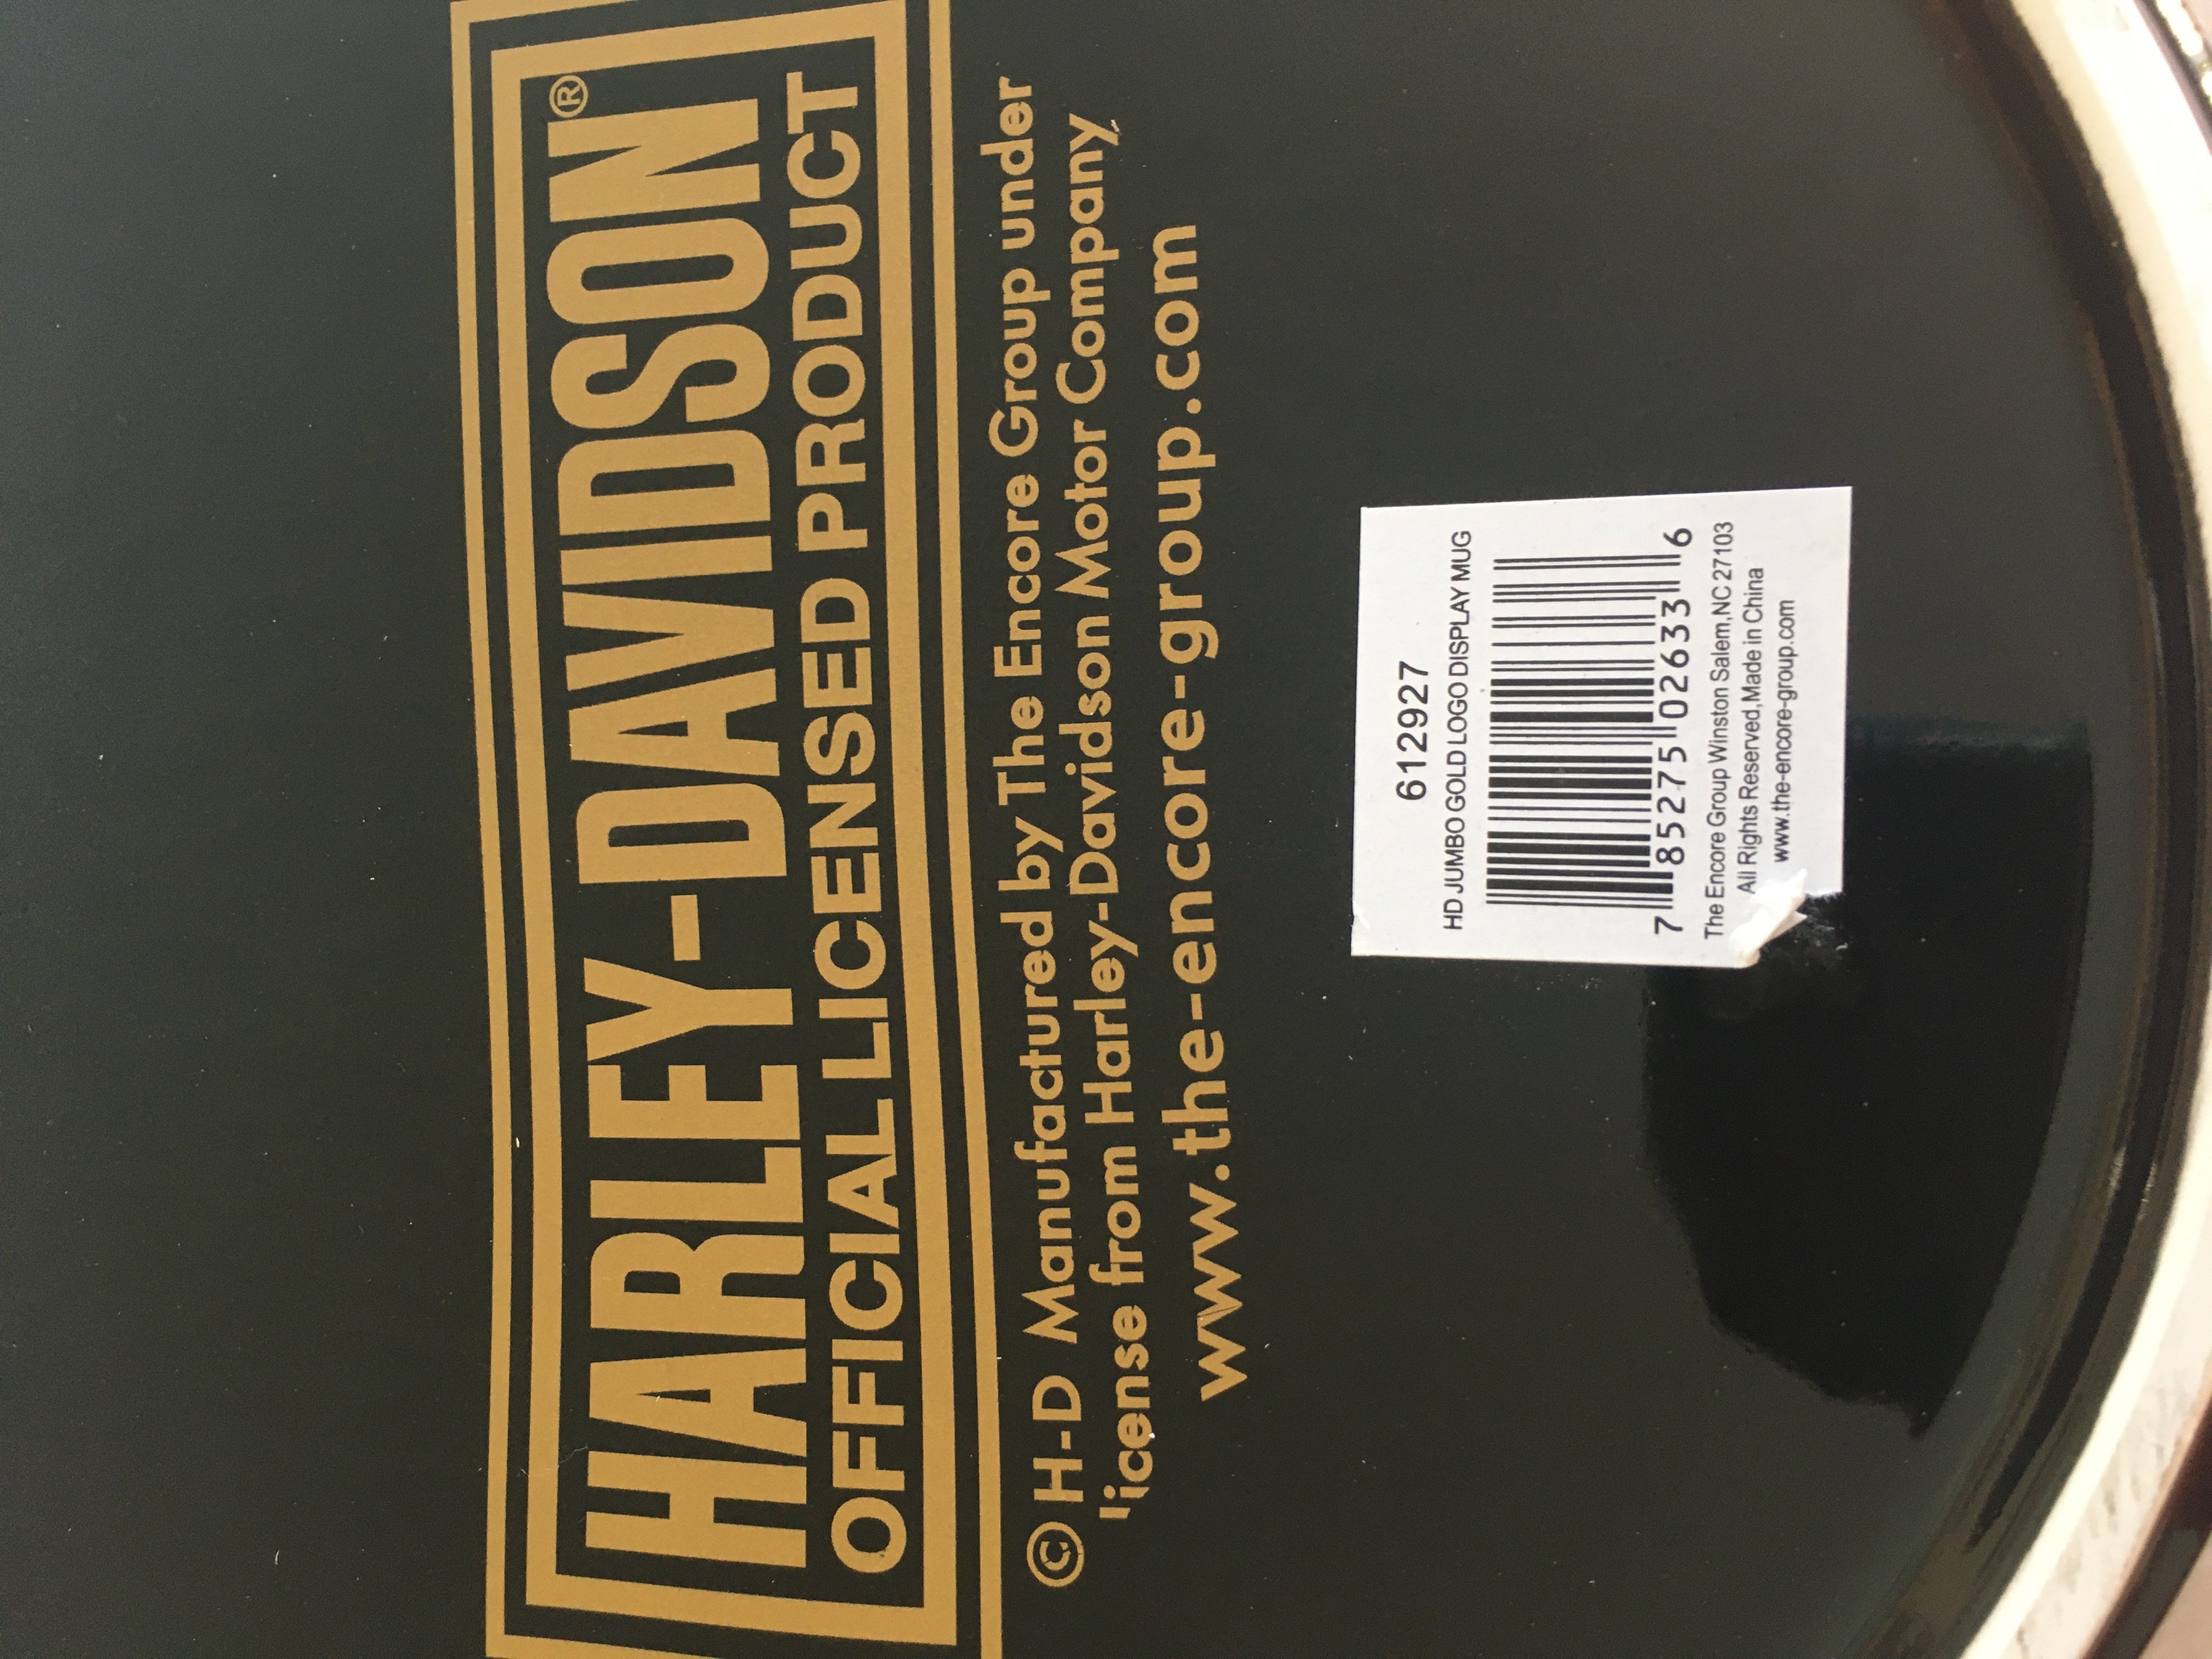 HARLEY-DAVIDSON®
OFFICIAL LICENSED PRODUCT
© H-D Manufactured by The Encore Group under
license from Harley-Davidson Motor Company,
www.the-encore-group.com
612927
HD JUMBO GOLD LOGO DISPLAY MUG
7 85275 02633 6
The Encore Group Winston Salem,NC 27103
All Rights Reserved,Made in China
www.the-encore-group.com